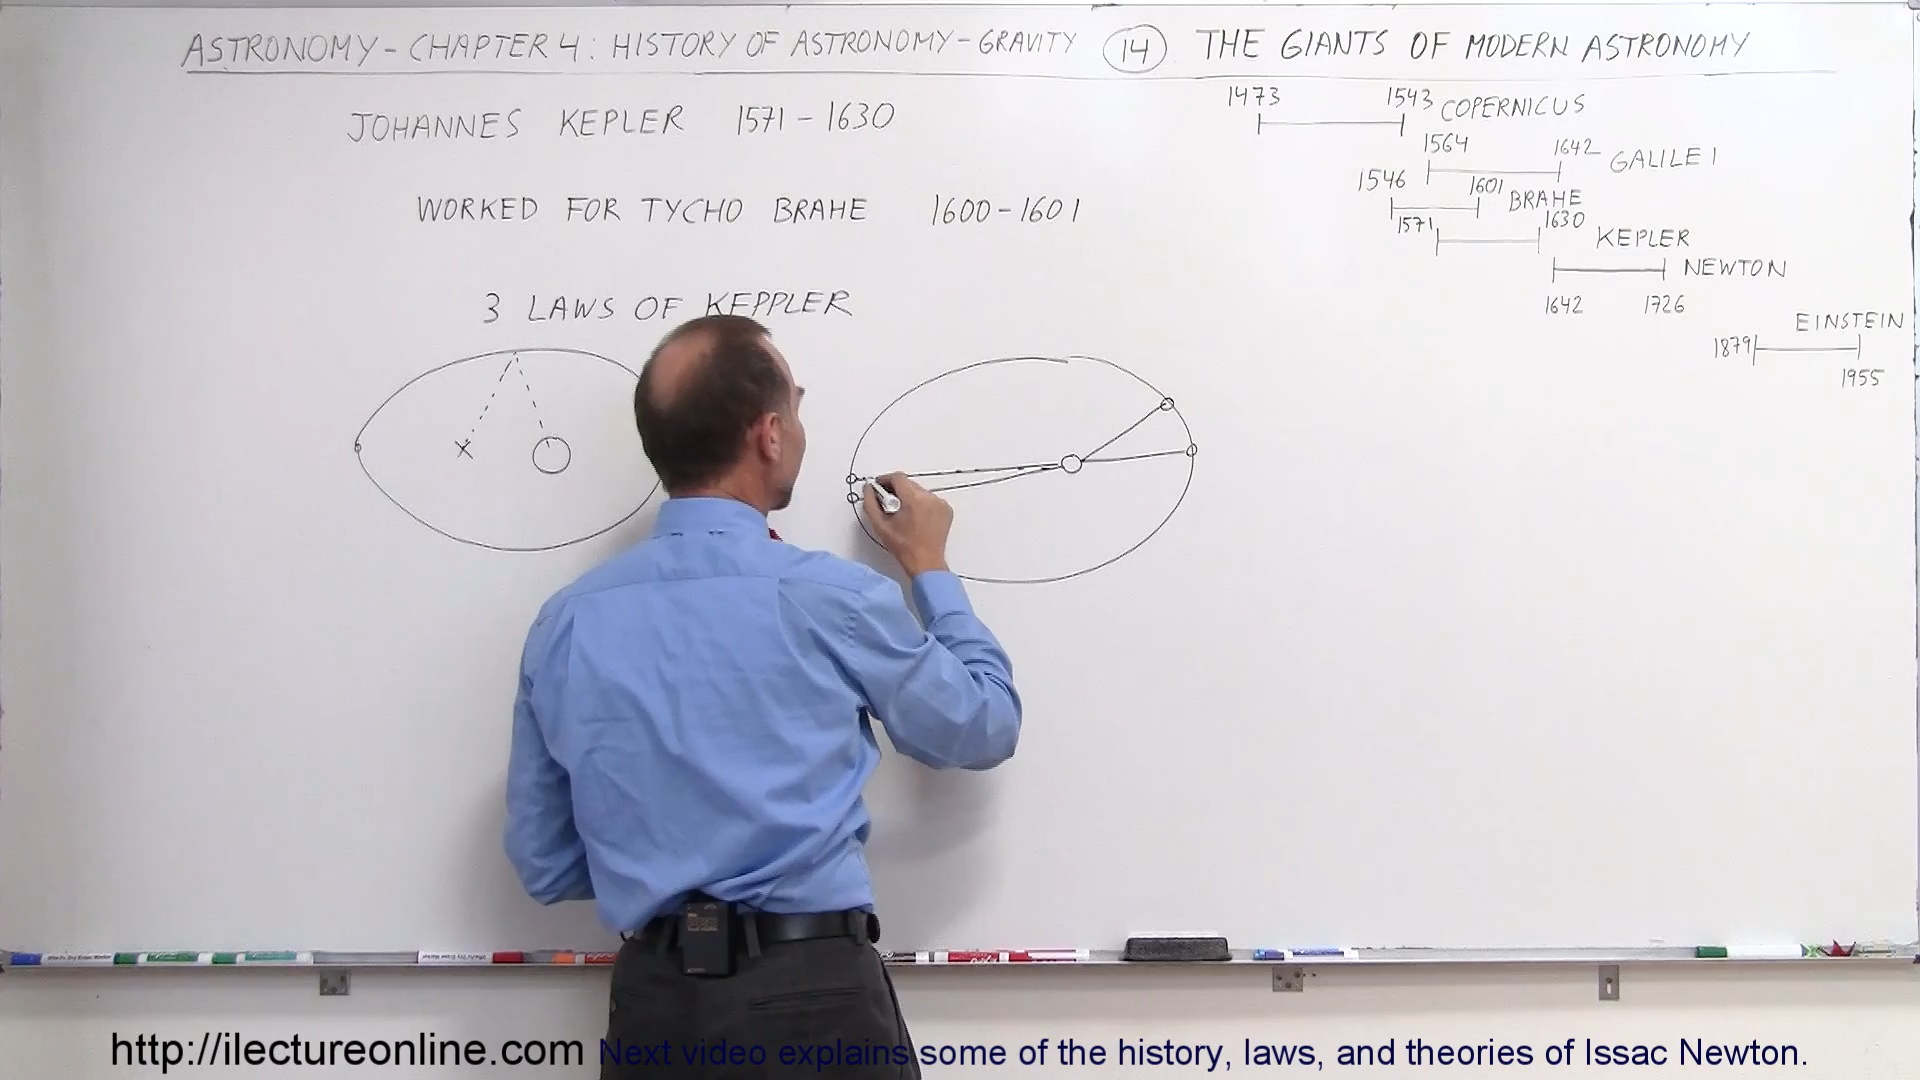 ASTRONOMY - CHAPTER 4: HISTORY OF ASTRONOMY - GRAVITY 14 THE GIANTS OF MODERN ASTRONOMY
JOHANNES KEPLER 1571 - 1630
WORKED FOR TYCHO BRAHE 1600 - 1601
3 LAWS OF KEPPLER
1473 1543 COPERNICUS
1564 1642 GALILEI
1546 1601 BRAHE
1571 1630 KEPLER
NEWTON
1642 1726
EINSTEIN
1879
1955
http://ilectureonline.com Next video explains some of the history, laws, and theories of Issac Newton.